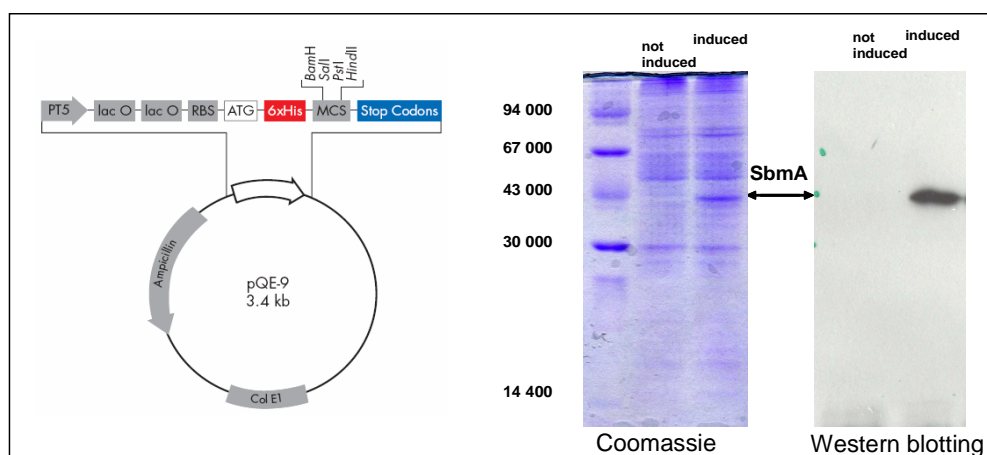 BamH
SalI
PstI
HindII
PT5
lac O
lac O
RBS
ATG
6xHis
MCS
Stop Codons
Ampicillin
pQE-9
3.4 kb
Col E1
not
induced
induced
94 000
67 000
43 000
30 000
14 400
SbmA
Coomassie
not
induced
induced
Western blotting